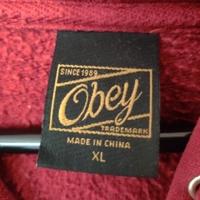 SINCE 1989
Obey
TRADEMARK
MADE IN CHINA
XL